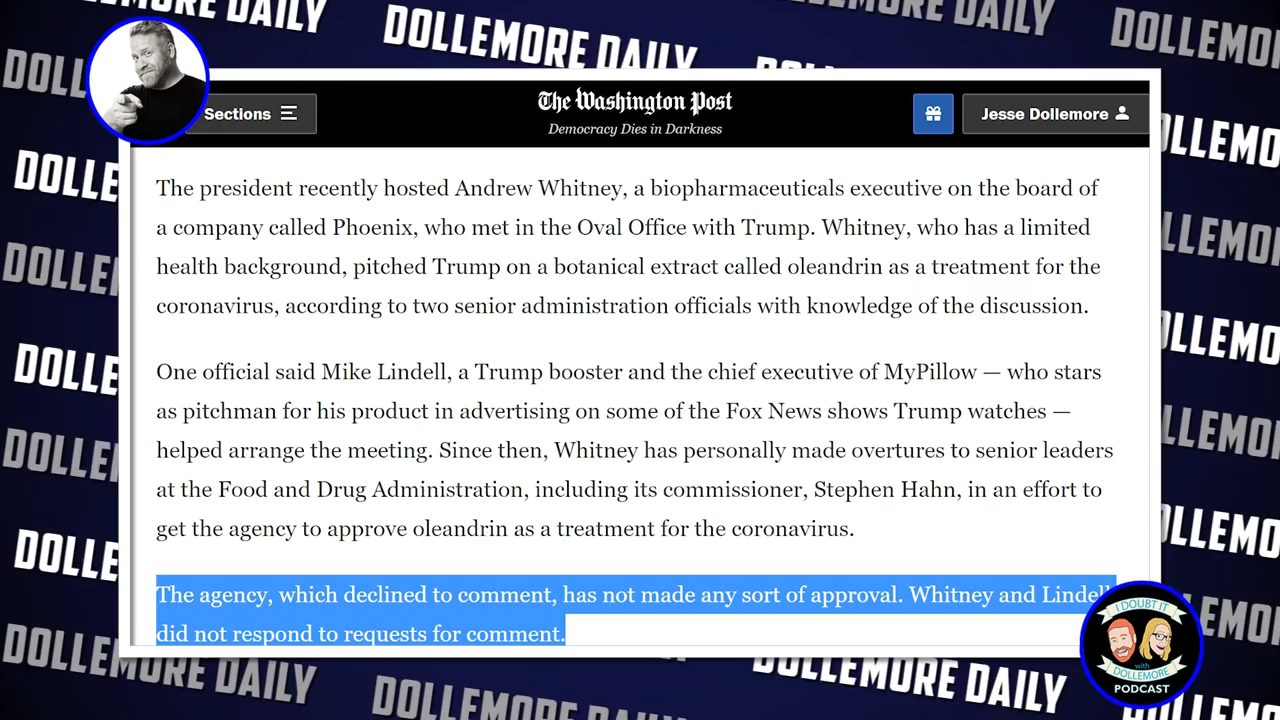 DOLLEMORE DAILY
Sections
The Washington Post
Democracy Dies in Darkness
Jesse Dollemore
The president recently hosted Andrew Whitney, a biopharmaceuticals executive on the board of
a company called Phoenix, who met in the Oval Office with Trump. Whitney, who has a limited
health background, pitched Trump on a botanical extract called oleandrin as a treatment for the
coronavirus, according to two senior administration officials with knowledge of the discussion.
One official said Mike Lindell, a Trump booster and the chief executive of MyPillow — who stars
as pitchman for his product in advertising on some of the Fox News shows Trump watches —
helped arrange the meeting. Since then, Whitney has personally made overtures to senior leaders
at the Food and Drug Administration, including its commissioner, Stephen Hahn, in an effort to
get the agency to approve oleandrin as a treatment for the coronavirus.
The agency, which declined to comment, has not made any sort of approval. Whitney and Lindell
did not respond to requests for comment.
I DOUBT IT
with
DOLLEMORE
PODCAST
DOLLEMORE DAILY
DOLLEMORE DAILY
DOLLEMORE DAILY